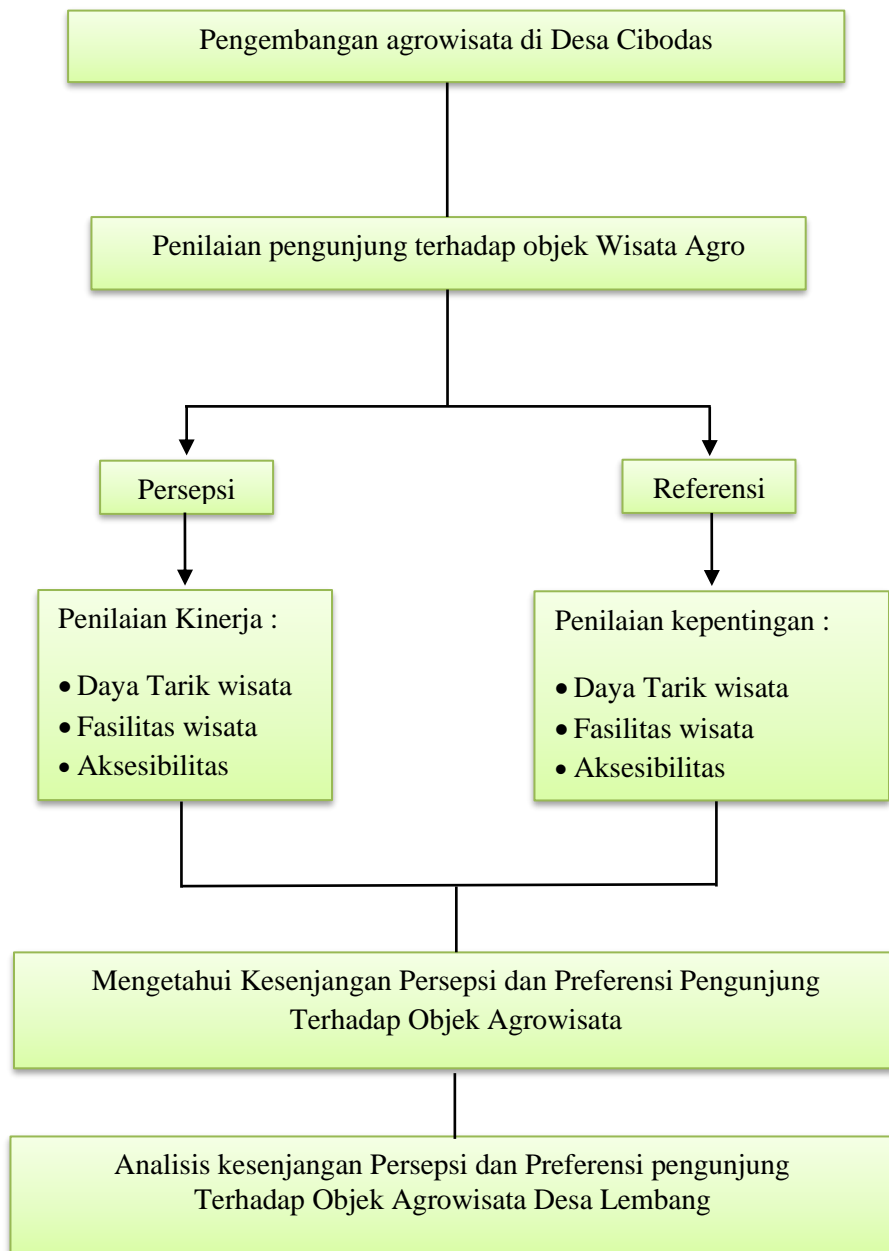 Pengembangan agrowisata di Desa Cibodas
Penilaian pengunjung terhadap objek Wisata Agro
Persepsi
Referensi
Penilaian Kinerja :
• Daya Tarik wisata
• Fasilitas wisata
• Aksesibilitas
Penilaian kepentingan :
• Daya Tarik wisata
• Fasilitas wisata
• Aksesibilitas
Mengetahui Kesenjangan Persepsi dan Preferensi Pengunjung
Terhadap Objek Agrowisata
Analisis kesenjangan Persepsi dan Preferensi pengunjung
Terhadap Objek Agrowisata Desa Lembang